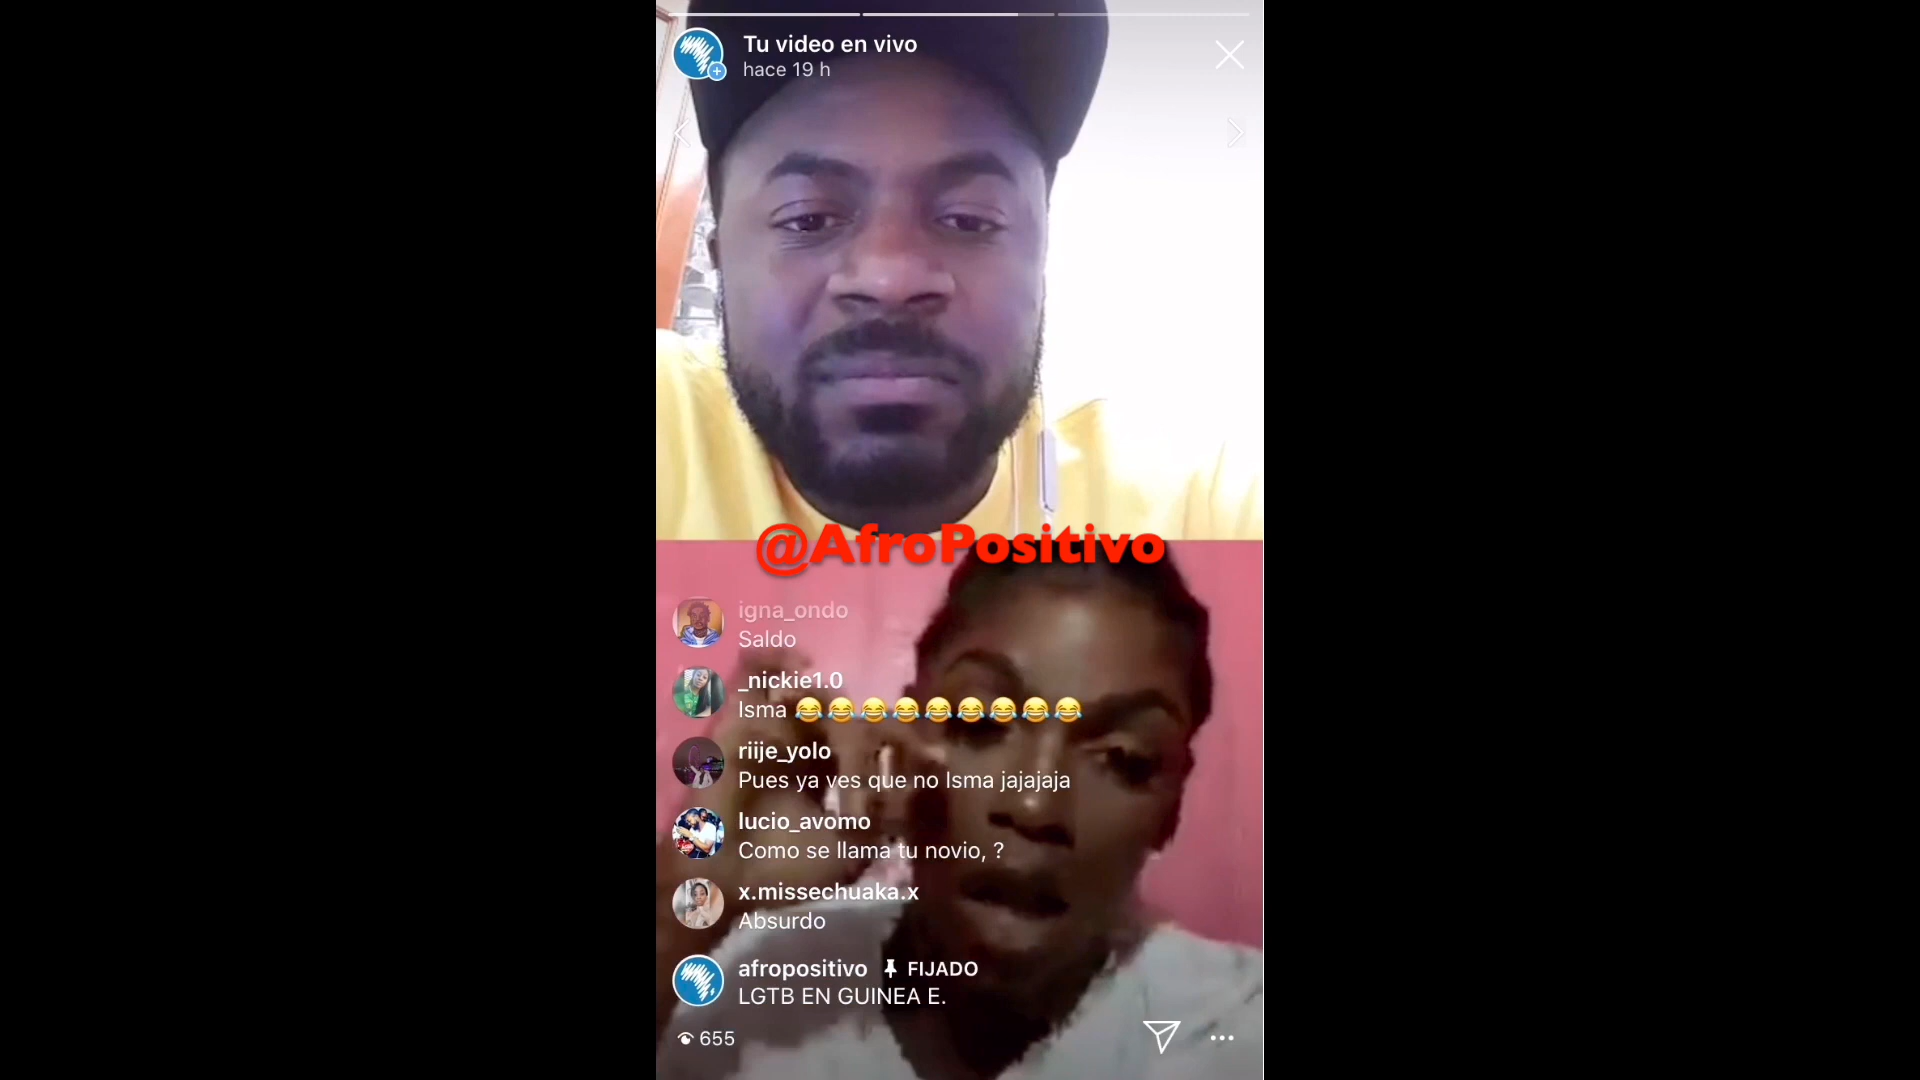 Tu video en vivo
hace 19 h
@AfroPositivo
igna_ondo
Saldo
_nickie1.0
Isma 😂😂😂😂😂😂😂😂😂
riije_yolo
Pues ya ves que no Isma jajajaja
lucio_avomo
Como se llama tu novio, ?
x.missechuaka.x
Absurdo
afropositivo FIJADO
LGTB EN GUINEA E.
655